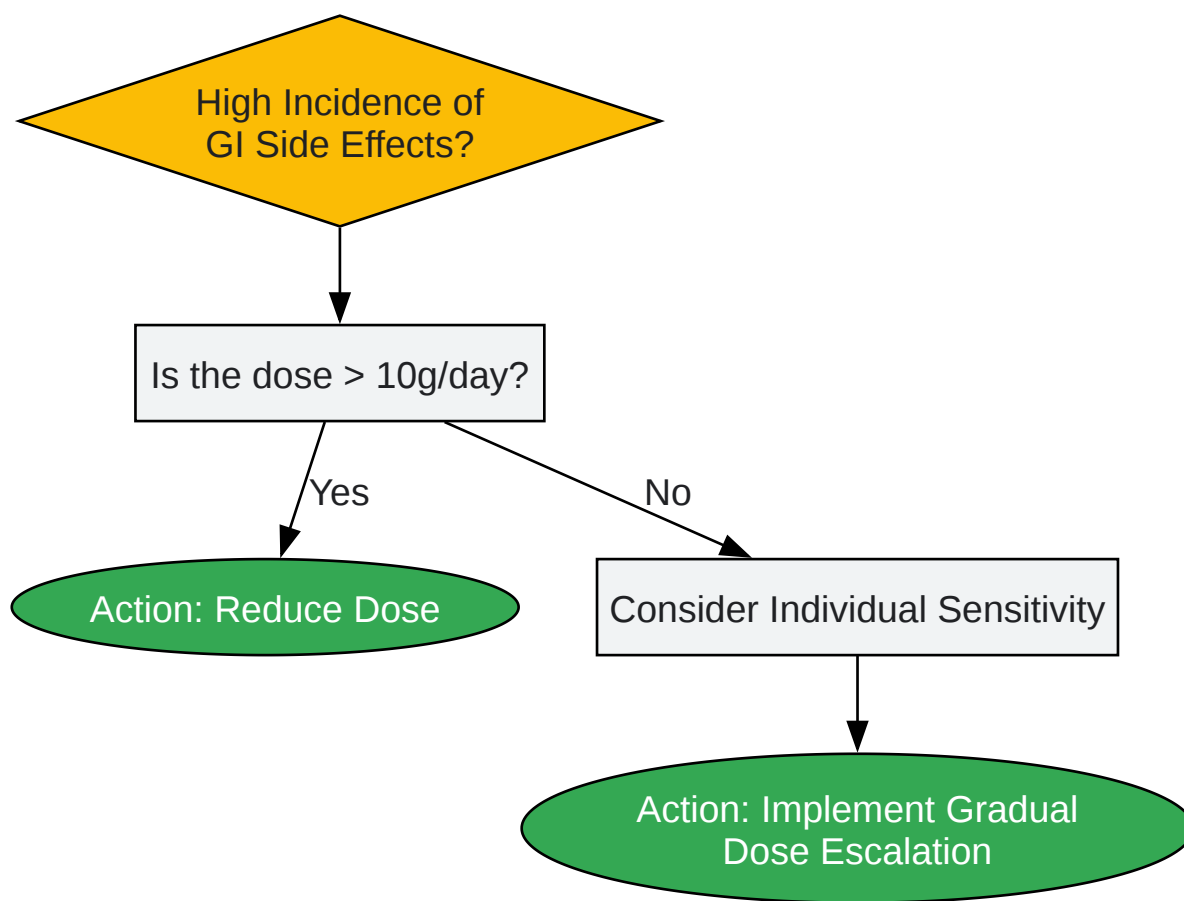 High Incidence of
GI Side Effects?
Is the dose > 10g/day?
Yes
No
Action: Reduce Dose
Consider Individual Sensitivity
Action: Implement Gradual
Dose Escalation